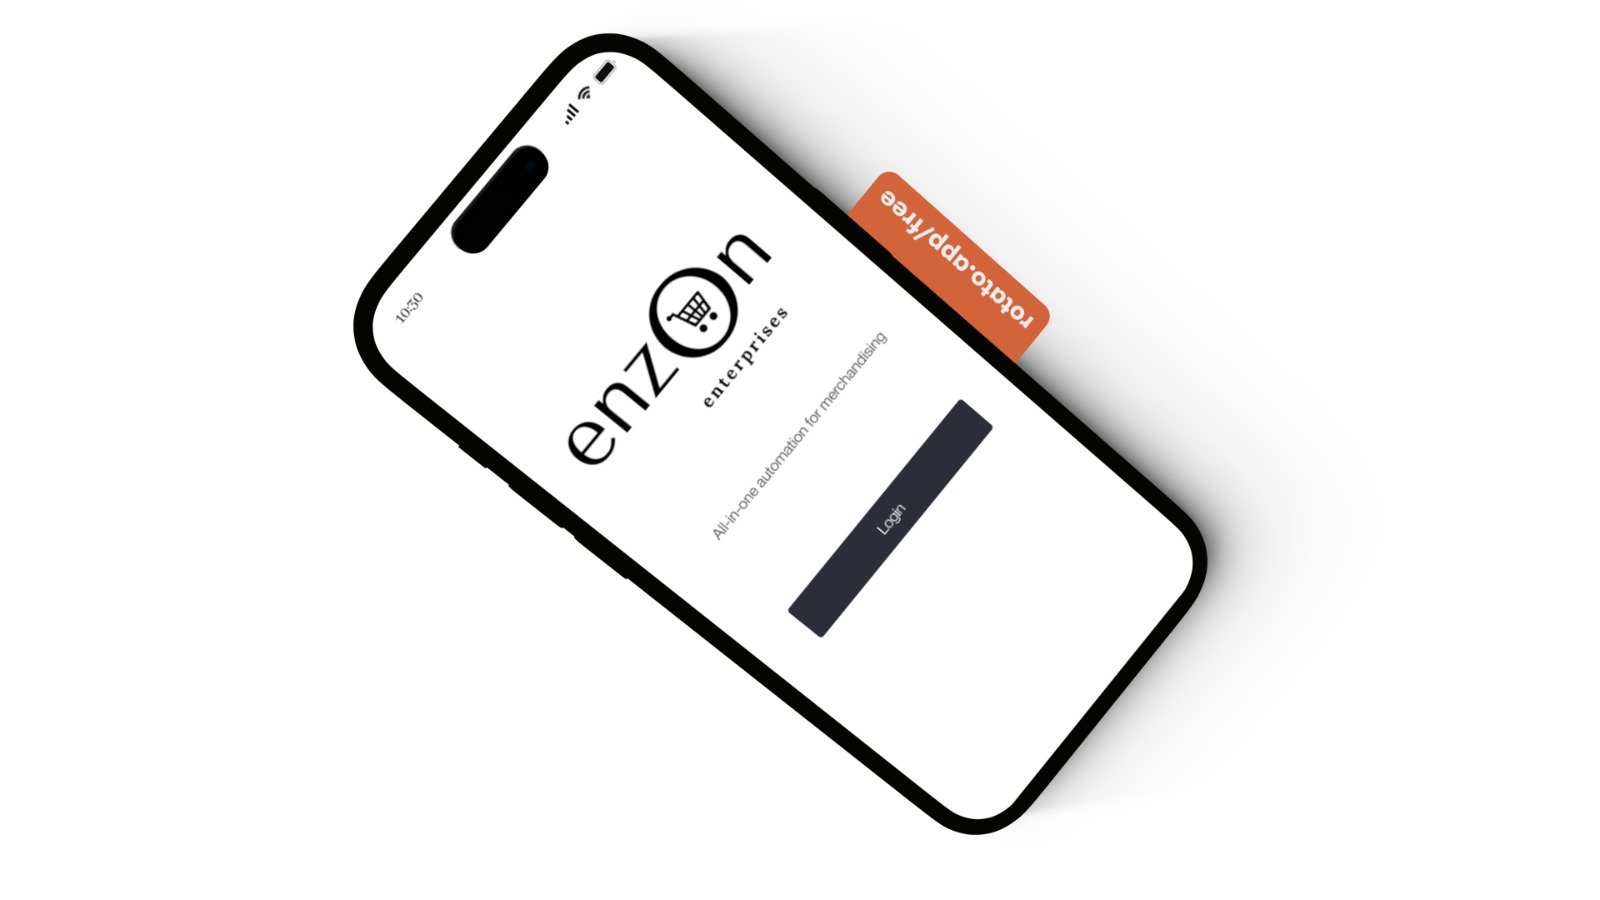 10:30
enzOn
enterprises
All-in-one automation for merchandising
Login
rotato.app/free